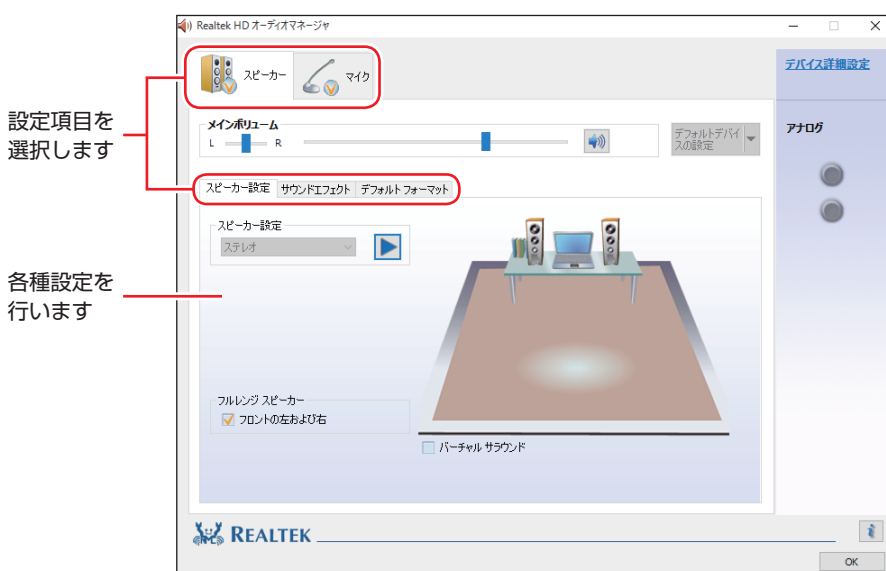 Realtek HD オーディオマネージャ
スピーカー
マイク
デバイス詳細設定
設定項目を
選択します
メインボリューム
L
R
デフォルトデバイ
スの設定
アナログ
スピーカー設定 サウンドエフェクト デフォルト フォーマット
スピーカー設定
ステレオ
各種設定を
行います
フルレンジ スピーカー
フロントの左および右
バーチャル サラウンド
REALTEK
OK